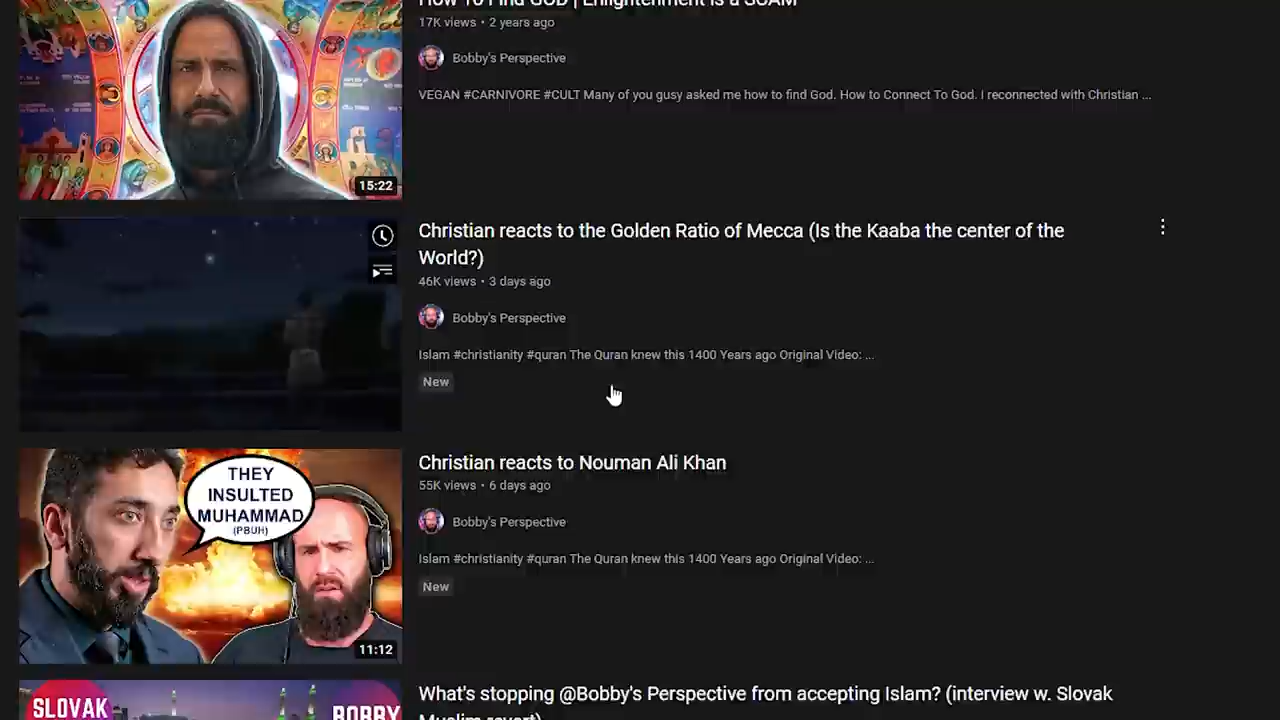 How To Find GOD | Enlightenment is a SCAM
17K views • 2 years ago
Bobby's Perspective
VEGAN #CARNIVORE #CULT Many of you gusy asked me how to find God. How to Connect To God. I reconnected with Christian ...
15:22
Christian reacts to the Golden Ratio of Mecca (Is the Kaaba the center of the
World?)
46K views • 3 days ago
Bobby's Perspective
Islam #christianity #quran The Quran knew this 1400 Years ago Original Video: ...
New
THEY
INSULTED
MUHAMMAD
(PBUH)
11:12
Christian reacts to Nouman Ali Khan
55K views • 6 days ago
Bobby's Perspective
Islam #christianity #quran The Quran knew this 1400 Years ago Original Video: ...
New
SLOVAK
BOBBY
What's stopping @Bobby's Perspective from accepting Islam? (interview w. Slovak
Muslim revert)